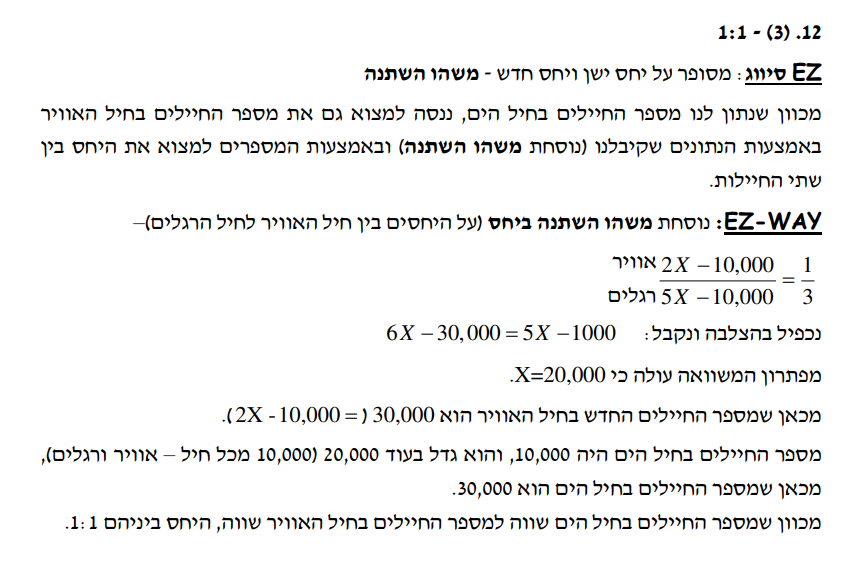 12. (3) - 1:1
EZ סיווג: מסופר על יחס ישן ויחס חדש - משהו השתנה
מכוון שנתון לנו מספר החיילים בחיל הים, ננסה למצוא גם את מספר החיילים בחיל האוויר
באמצעות הנתונים שקיבלנו (נוסחת משהו השתנה) ובאמצעות המספרים למצוא את היחס בין
שתי החיילות.
EZ-WAY: נוסחת משהו השתנה ביחס (על היחסים בין חיל האוויר לחיל הרגלים)–
אוויר 2X – 10,000 / רגלים 5X – 10,000 = 1/3
נכפיל בהצלבה ונקבל: 6X – 30,000 = 5X – 1000
מפתרון המשוואה עולה כי X=20,000.
מכאן שמספר החיילים החדש בחיל האוויר הוא 30,000 (= 2X - 10,000).
מספר החיילים בחיל הים היה 10,000, והוא גדל בעוד 20,000 (10,000 מכל חיל – אוויר ורגלים),
מכאן שמספר החיילים בחיל הים הוא 30,000.
מכוון שמספר החיילים בחיל הים שווה למספר החיילים בחיל האוויר שווה, היחס ביניהם 1:1.